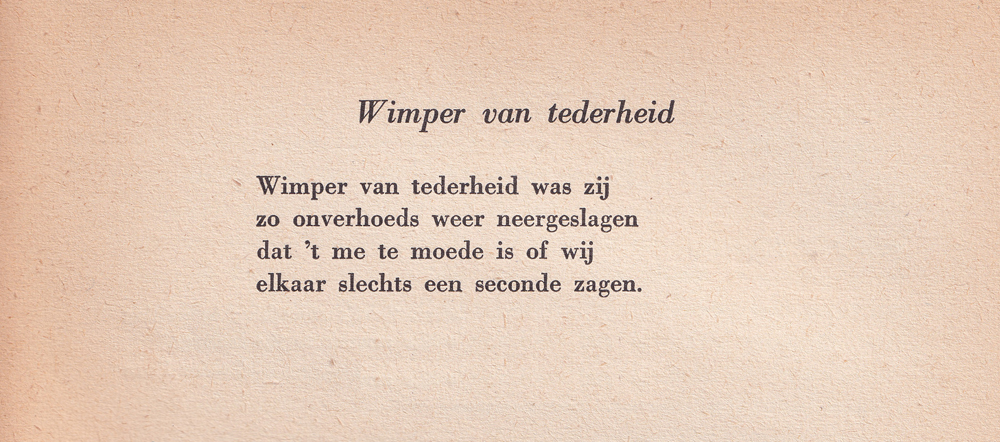 Wimper van tederheid
Wimper van tederheid was zij
zo onverhoeds weer neergeslagen
dat ’t me te moede is of wij
elkaar slechts een seconde zagen.